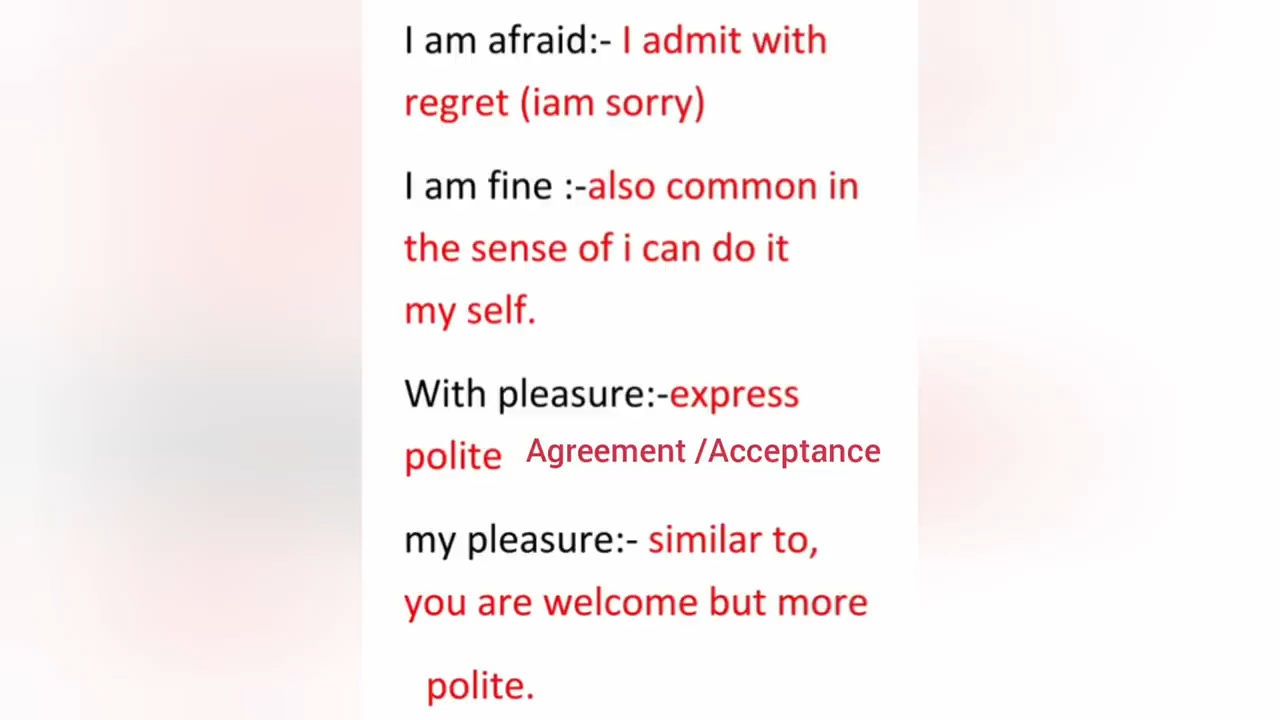 I am afraid:- I admit with
regret (iam sorry)
I am fine :-also common in
the sense of i can do it
my self.
With pleasure:-express
polite Agreement /Acceptance
my pleasure:- similar to,
you are welcome but more
polite.